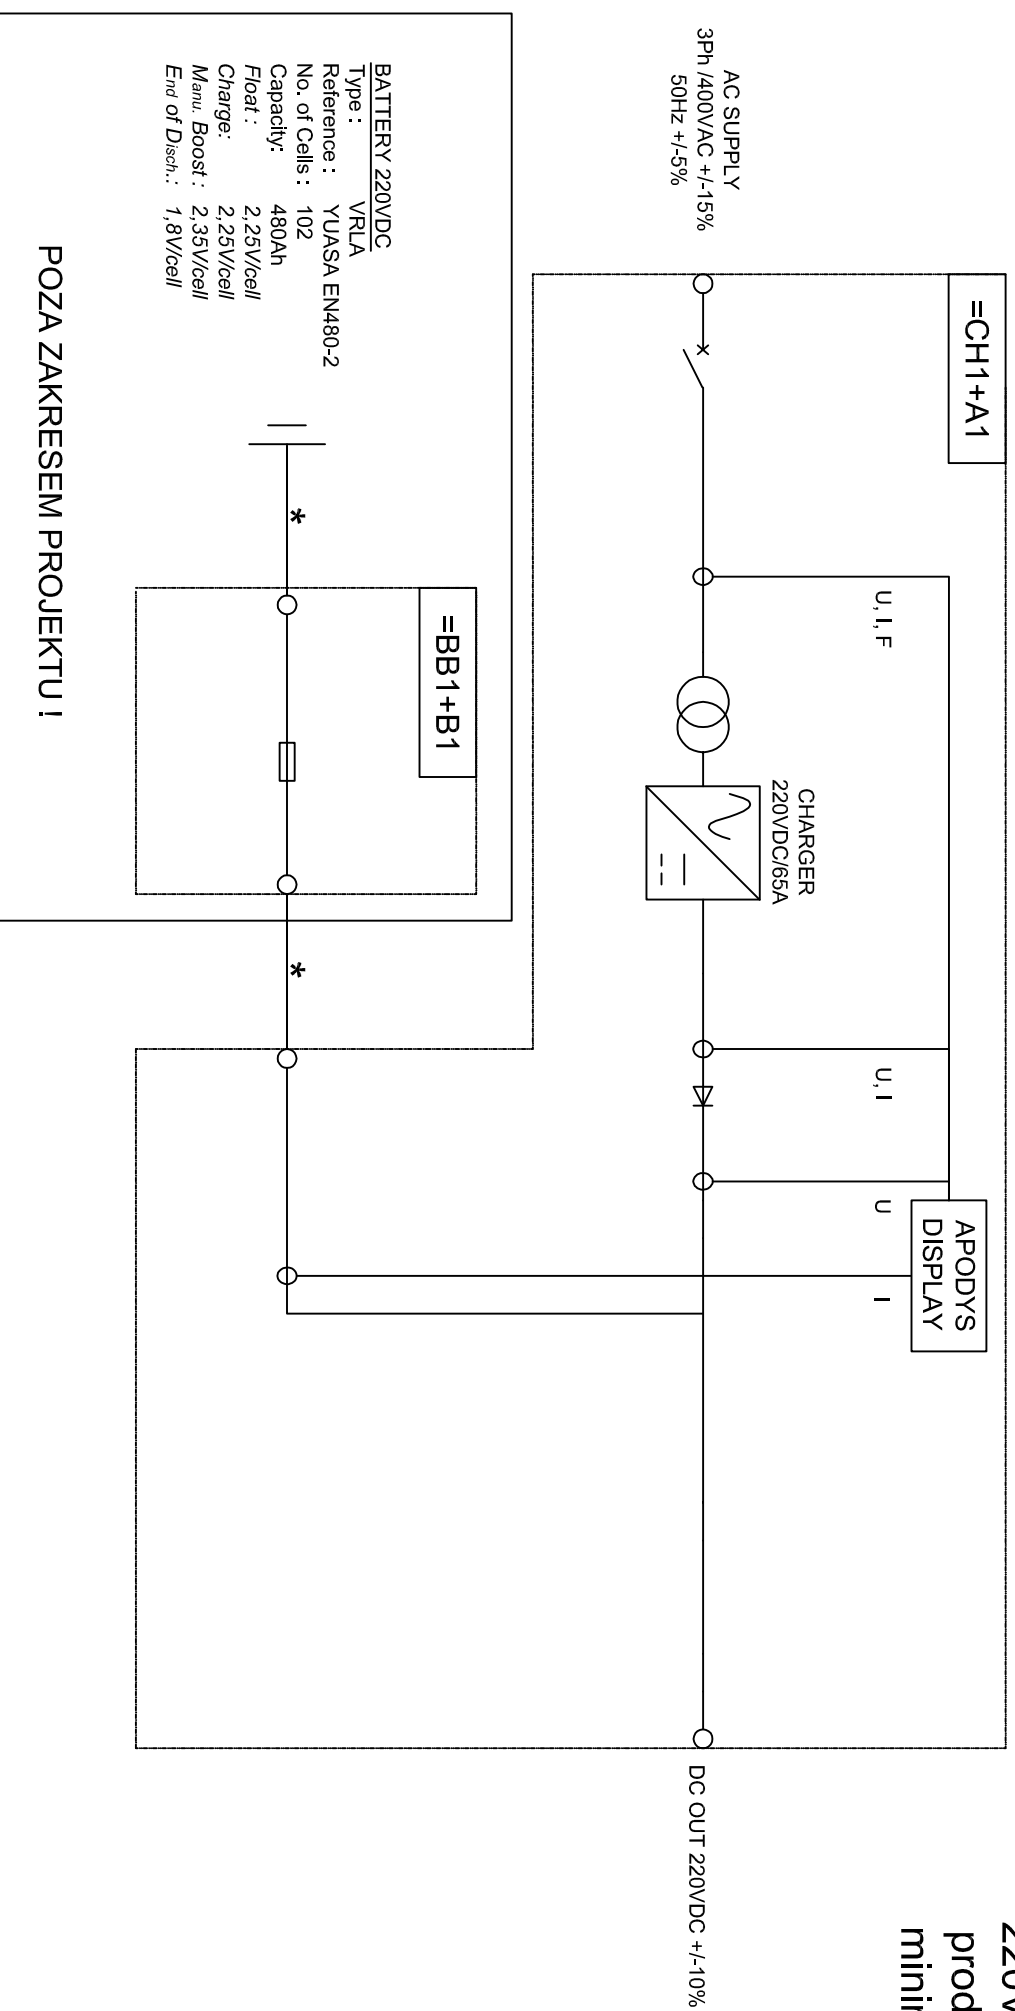 AC SUPPLY
3Ph /400VAC +/-15%
50Hz +/-5%
=CH1+A1
U, I, F
CHARGER
220VDC/65A
U, I
U
I
APODYS
DISPLAY
DC OUT 220VDC +/-10%
BATTERY 220VDC
Type : VRLA
Reference : YUASA EN480-2
No. of Cells : 102
Capacity: 480Ah
Float : 2,25V/cell
Charge: 2,25V/cell
Manu. Boost : 2,35V/cell
End of Disch.: 1,8V/cell
*
=BB1+B1
*
POZA ZAKRESEM PROJEKTU !
prod